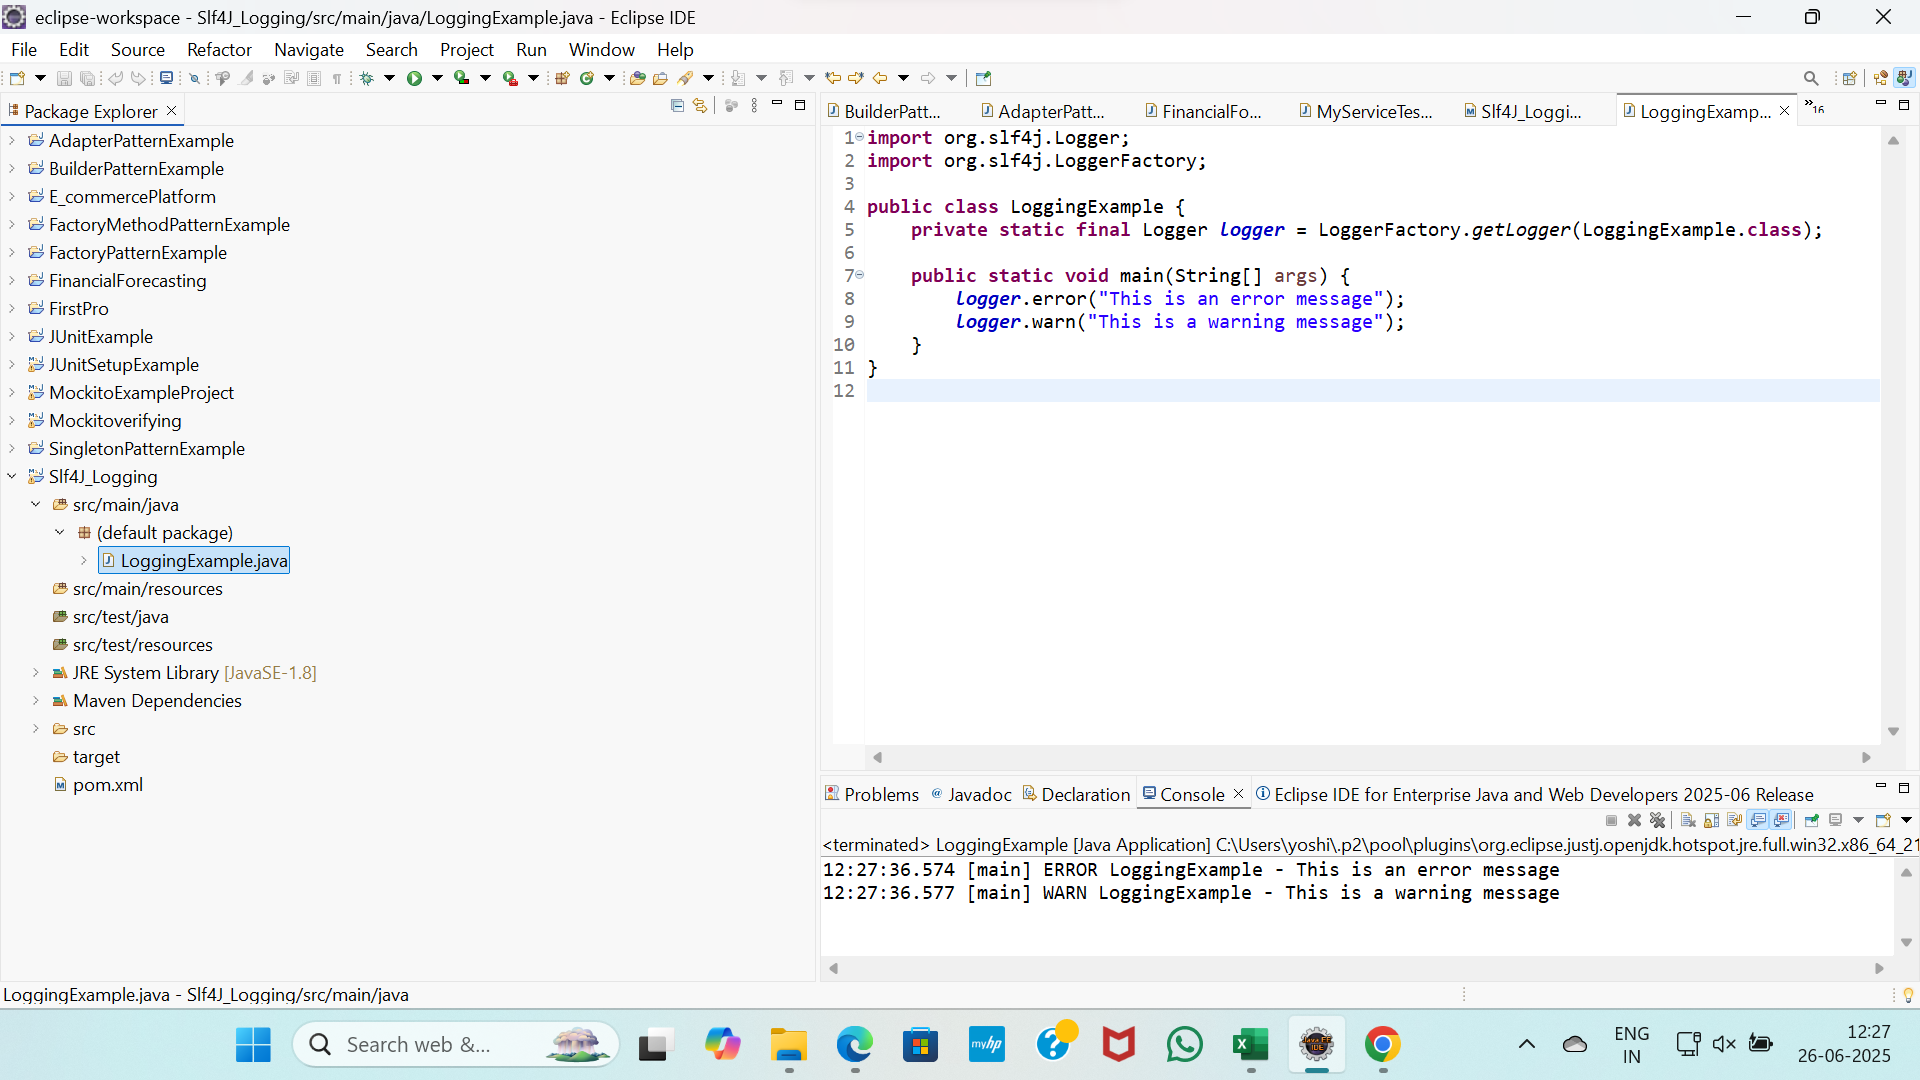 eclipse-workspace - Slf4J_Logging/src/main/java/LoggingExample.java - Eclipse IDE
File Edit Source Refactor Navigate Search Project Run Window Help
Package Explorer
AdapterPatternExample
BuilderPatternExample
E_commercePlatform
FactoryMethodPatternExample
FactoryPatternExample
FinancialForecasting
FirstPro
JUnitExample
JUnitSetupExample
MockitoExampleProject
Mockitoverifying
SingletonPatternExample
Slf4J_Logging
src/main/java
(default package)
LoggingExample.java
src/main/resources
src/test/java
src/test/resources
JRE System Library [JavaSE-1.8]
Maven Dependencies
src
target
pom.xml
BuilderPatt... AdapterPatt... FinancialFo... MyServiceTes... Slf4J_Loggi... LoggingExamp... »16
1 import org.slf4j.Logger;
2 import org.slf4j.LoggerFactory;
3
4 public class LoggingExample {
5     private static final Logger logger = LoggerFactory.getLogger(LoggingExample.class);
6
7     public static void main(String[] args) {
8         logger.error("This is an error message");
9         logger.warn("This is a warning message");
10     }
11 }
12
Problems @ Javadoc Declaration Console Eclipse IDE for Enterprise Java and Web Developers 2025-06 Release
<terminated> LoggingExample [Java Application] C:\Users\yoshi\.p2\pool\plugins\org.eclipse.justj.openjdk.hotspot.jre.full.win32.x86_64_21
12:27:36.574 [main] ERROR LoggingExample - This is an error message
12:27:36.577 [main] WARN LoggingExample - This is a warning message
LoggingExample.java - Slf4J_Logging/src/main/java
Search web &...
myhp
ENG
IN
12:27
26-06-2025